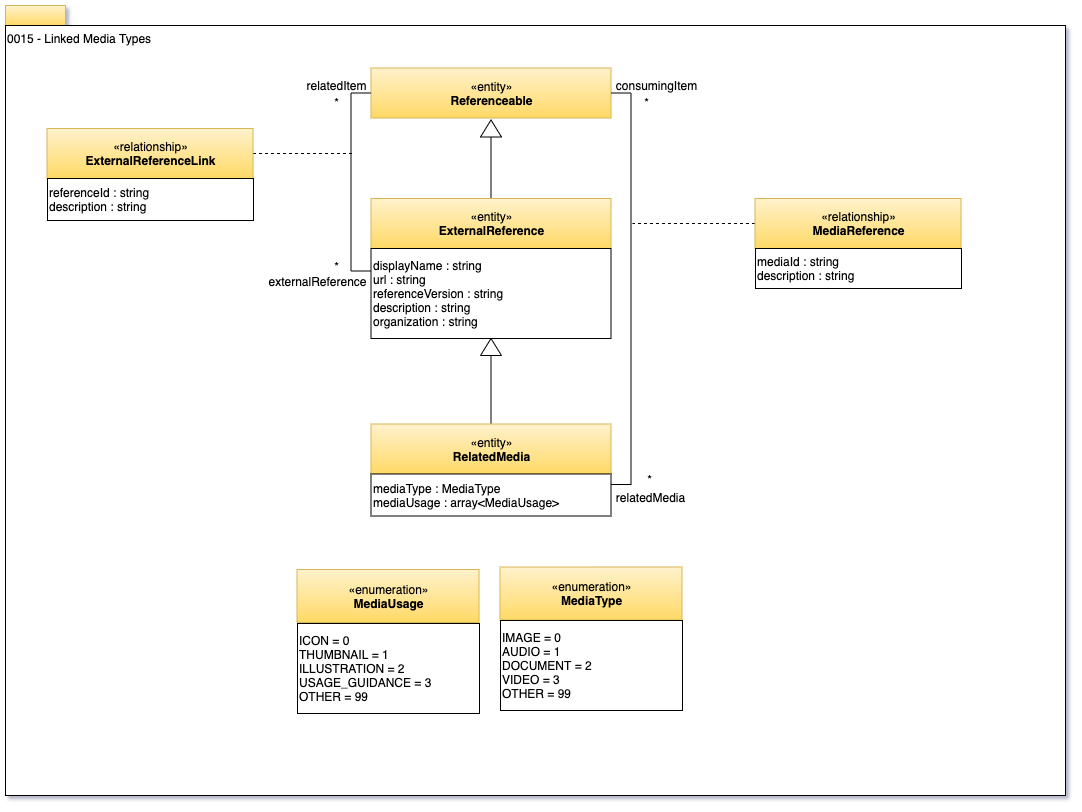 0015 - Linked Media Types
relatedItem
*
«entity»
Referenceable
consumingItem
*
«relationship»
ExternalReferenceLink
referenceId : string
description : string
«entity»
ExternalReference
displayName : string
url : string
referenceVersion : string
description : string
organization : string
*
externalReference
«relationship»
MediaReference
mediaId : string
description : string
«entity»
RelatedMedia
mediaType : MediaType
mediaUsage : array<MediaUsage>
*
relatedMedia
«enumeration»
MediaUsage
ICON = 0
THUMBNAIL = 1
ILLUSTRATION = 2
USAGE_GUIDANCE = 3
OTHER = 99
«enumeration»
MediaType
IMAGE = 0
AUDIO = 1
DOCUMENT = 2
VIDEO = 3
OTHER = 99